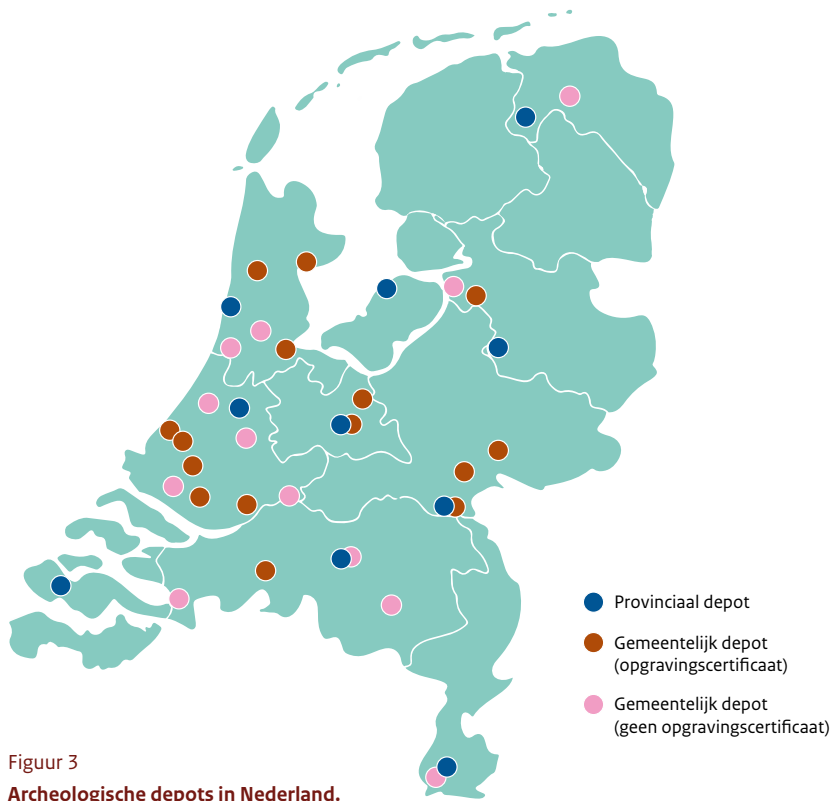 Provinciaal depot
Gemeentelijk depot
(opgravingscertificaat)
Gemeentelijk depot
(geen opgravingscertificaat)
Figuur 3
Archeologische depots in Nederland.